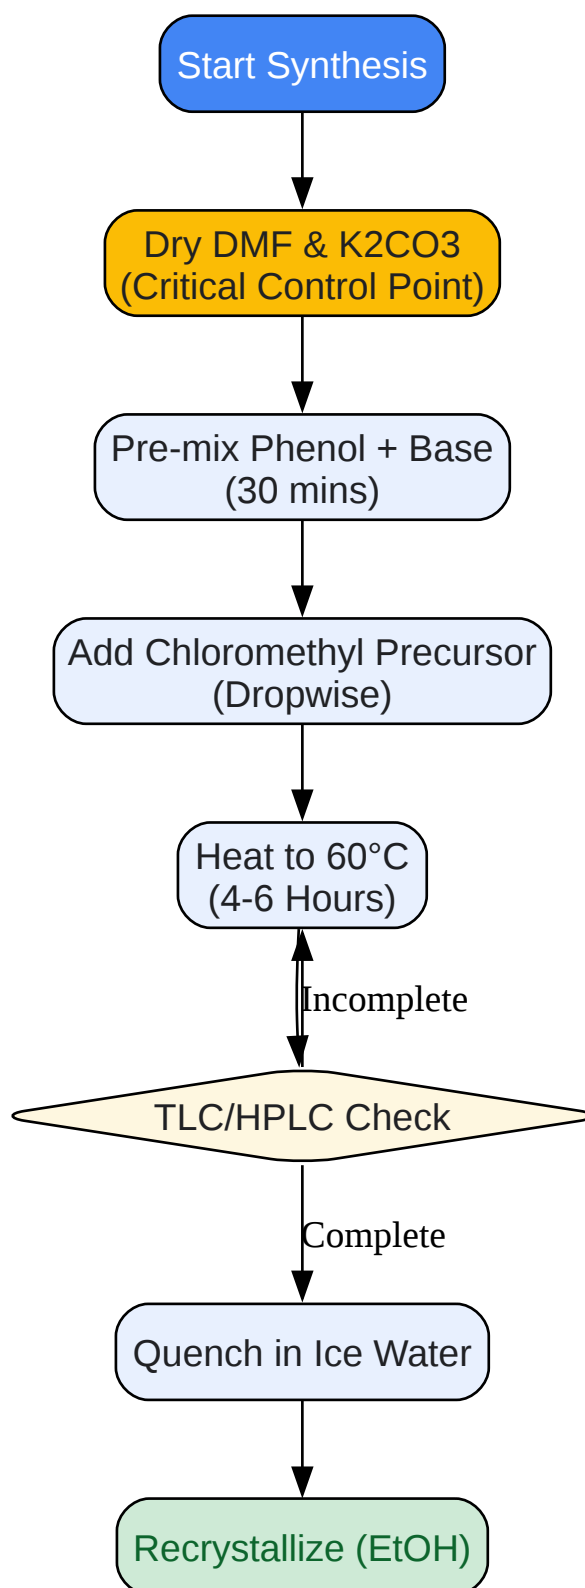 Start Synthesis
Dry DMF & K2CO3
(Critical Control Point)
Pre-mix Phenol + Base
(30 mins)
Add Chloromethyl Precursor
(Dropwise)
Heat to 60°C
(4-6 Hours)
Incomplete
TLC/HPLC Check
Complete
Quench in Ice Water
Recrystallize (EtOH)